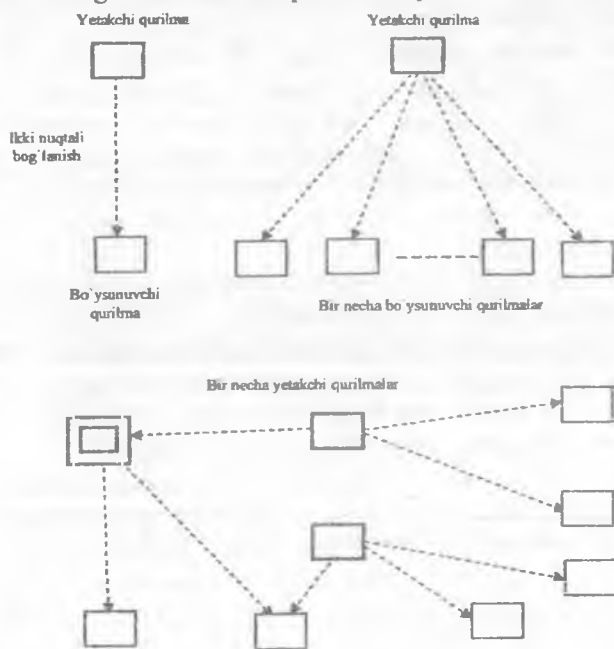 Yetakchi qurilma
Yetakchi qurilma
Ikki nuqtali
bog`lanish
Bo`ysunuvchi
qurilma
Bir necha bo`ysunuvchi qurilmalar
Bir necha yetakchi qurilmalar